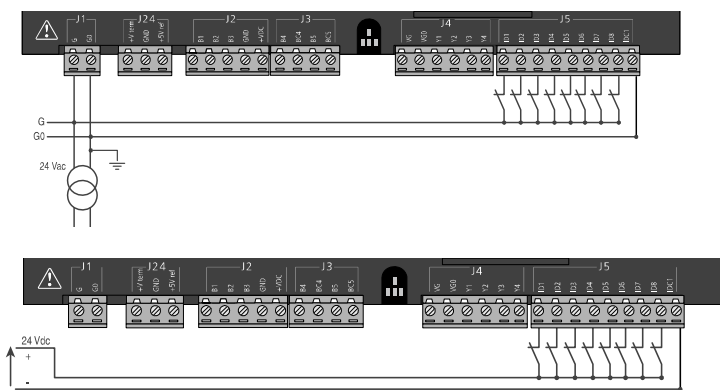 J1 J24 J2 J3 J4 J5
G G0 +V term GND +5V ref B1 B2 B3 GND +VDC B4 BC4 B5 BC5 VG VG0 Y1 Y2 Y3 Y4 ID1 ID2 ID3 ID4 ID5 ID6 ID7 ID8 IDC1
G
G0
24 Vac
J1 J24 J2 J3 J4 J5
G G0 +V term GND +5V ref B1 B2 B3 GND +VDC B4 BC4 B5 BC5 VG VG0 Y1 Y2 Y3 Y4 ID1 ID2 ID3 ID4 ID5 ID6 ID7 ID8 IDC1
24 Vdc
+
-